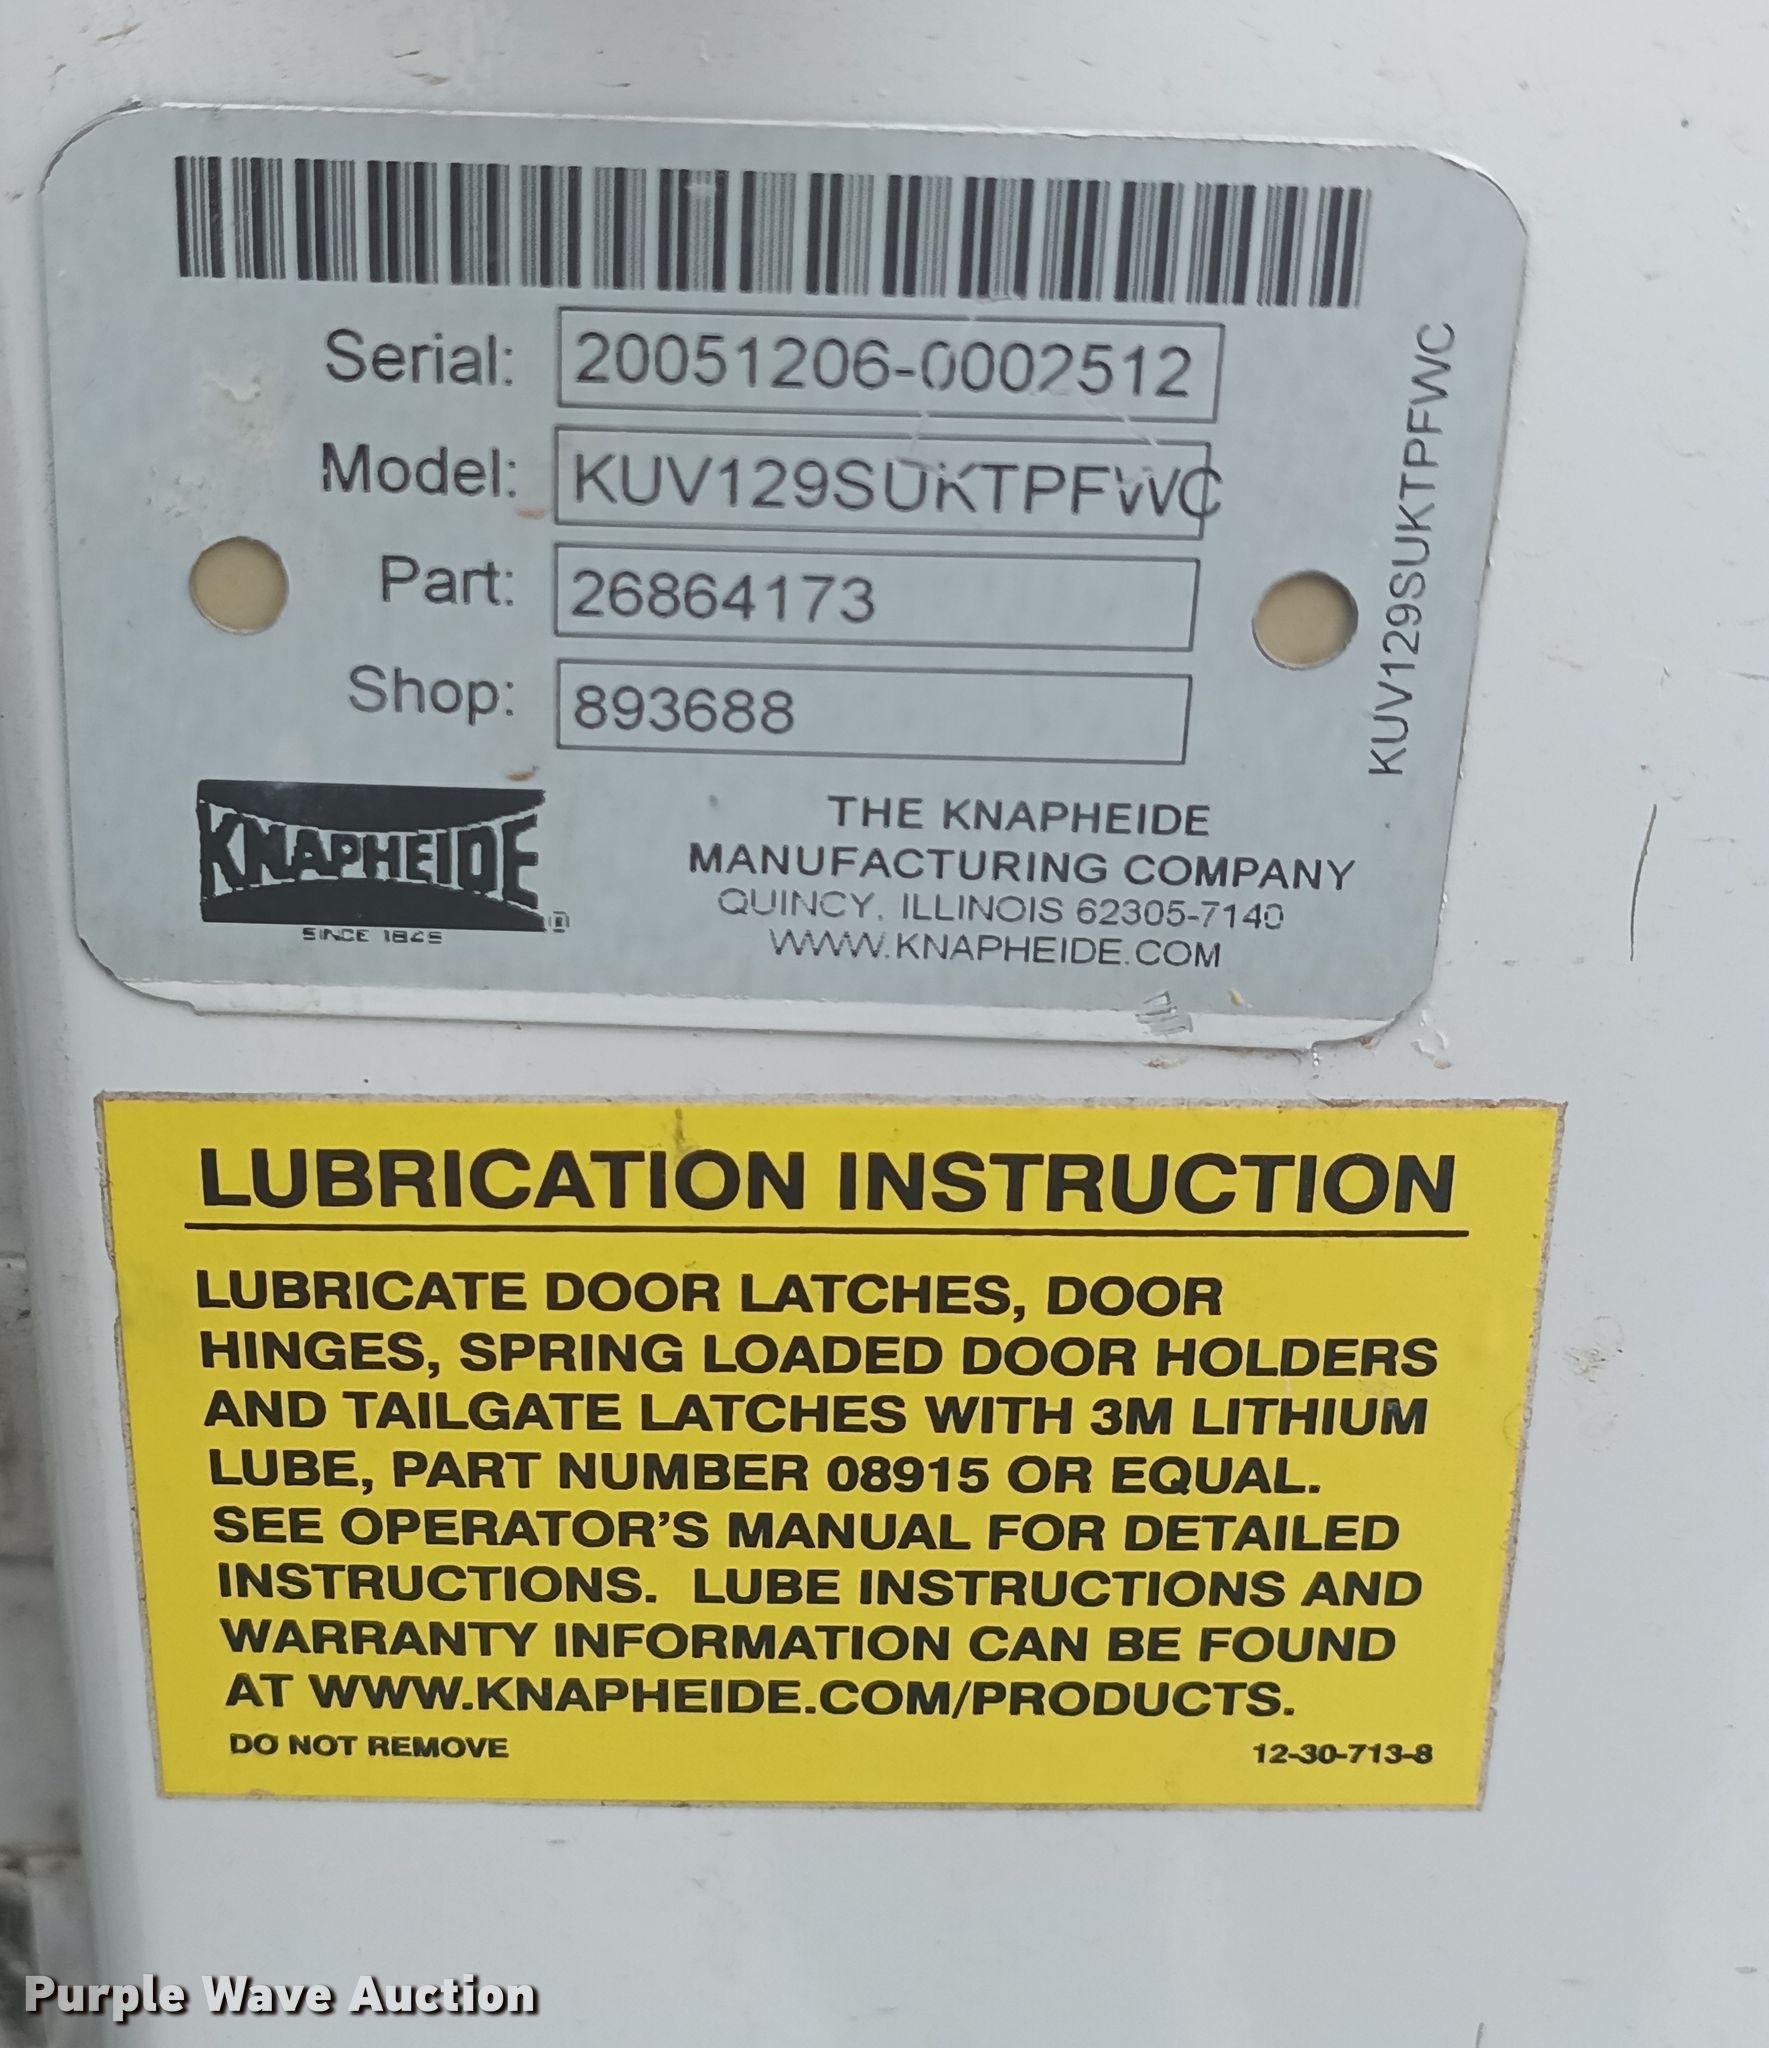 Serial: 20051206-0002512
Model: KUV129SUKTPFWC
Part: 26864173
Shop: 893688
KUV129SUKTPFWC
KNAPHEIDE
®
SINCE 1848
THE KNAPHEIDE
MANUFACTURING COMPANY
QUINCY, ILLINOIS 62305-7140
WWW.KNAPHEIDE.COM
LUBRICATION INSTRUCTION
LUBRICATE DOOR LATCHES, DOOR
HINGES, SPRING LOADED DOOR HOLDERS
AND TAILGATE LATCHES WITH 3M LITHIUM
LUBE, PART NUMBER 08915 OR EQUAL.
SEE OPERATOR'S MANUAL FOR DETAILED
INSTRUCTIONS. LUBE INSTRUCTIONS AND
WARRANTY INFORMATION CAN BE FOUND
AT WWW.KNAPHEIDE.COM/PRODUCTS.
DO NOT REMOVE 12-30-713-8
Purple Wave Auction